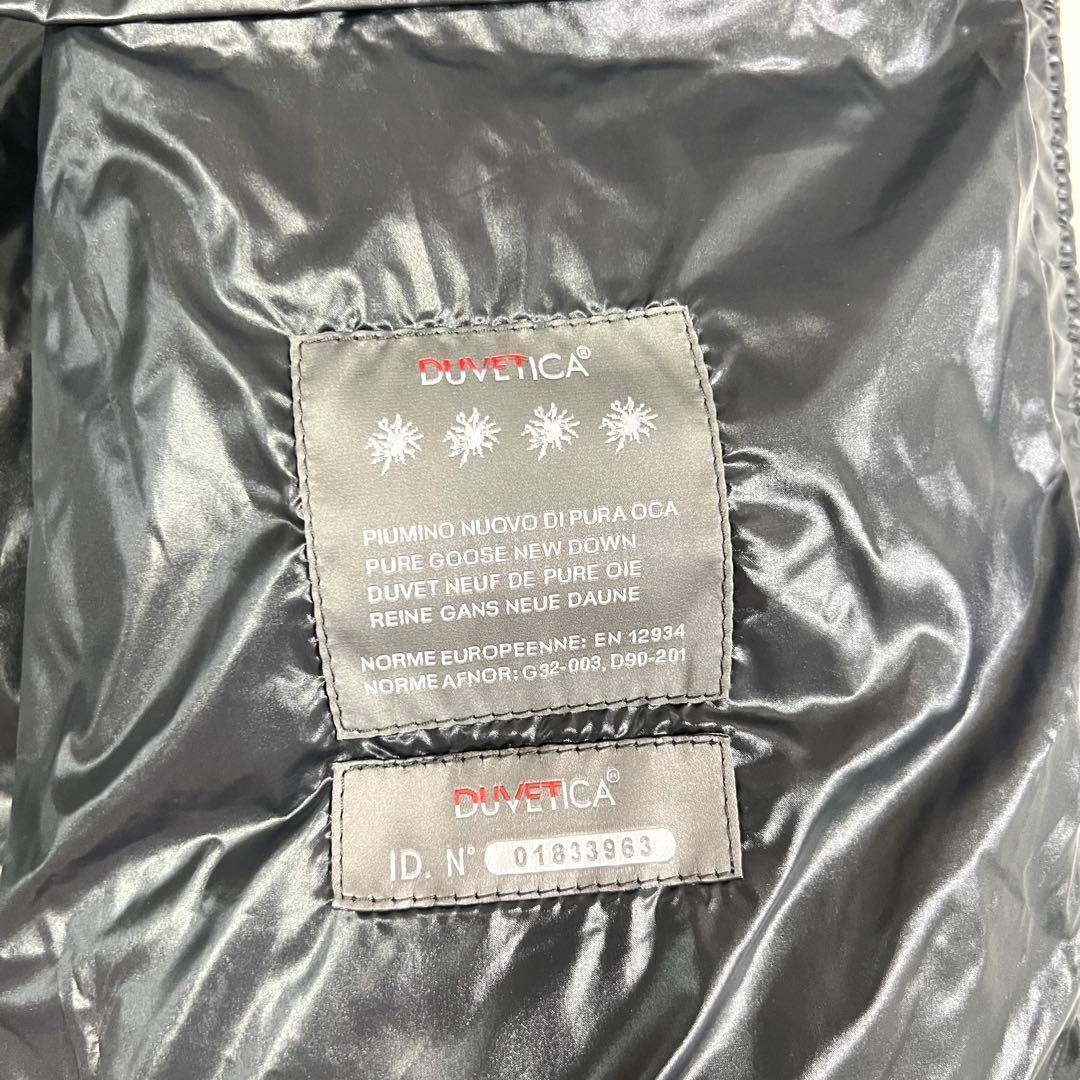 DUVETICA®
PIUMINO NUOVO DI PURA OCA
PURE GOOSE NEW DOWN
DUVET NEUF DE PURE OIE
REINE GANS NEUE DAUNE
NORME EUROPEENNE: EN 12934
NORME AFNOR: G32-003, D90-201
DUVETICA®
ID. N° 01833963